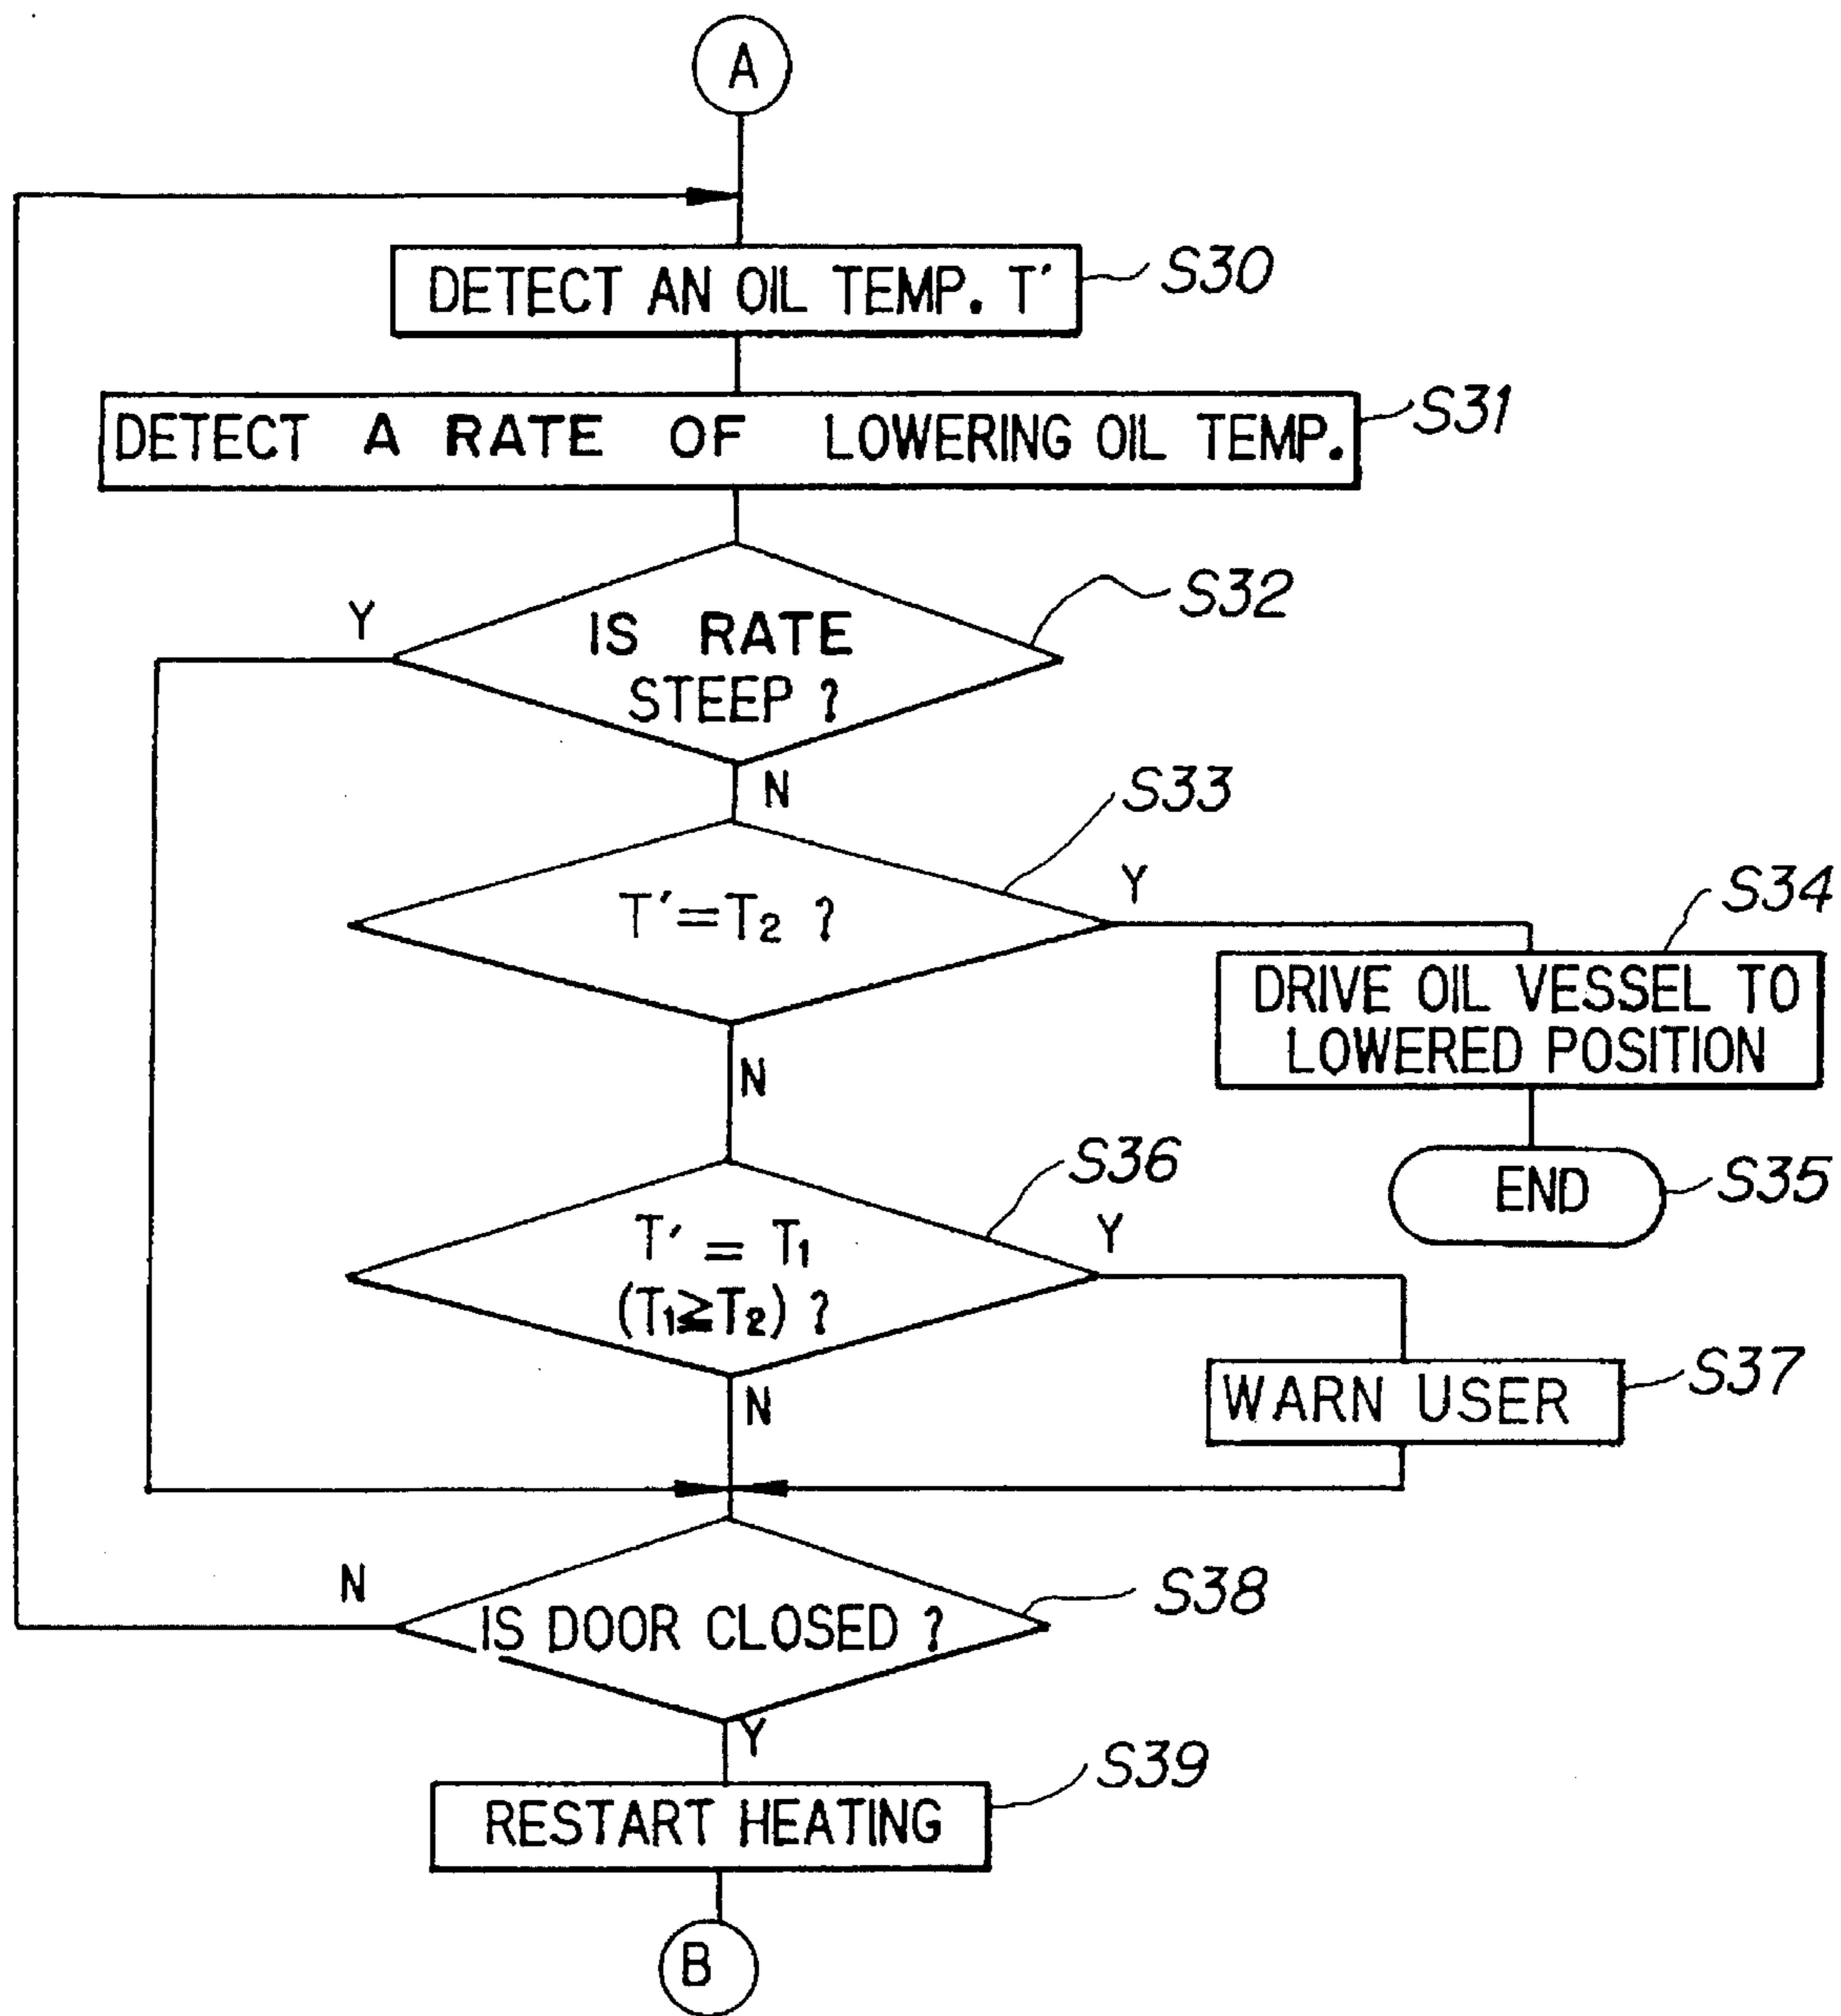 A
DETECT AN OIL TEMP. T′
S30
DETECT A RATE OF LOWERING OIL TEMP.
S31
S32
Y
IS RATE
STEEP ?
N
S33
T′=T₂ ?
Y
S34
DRIVE OIL VESSEL TO
LOWERED POSITION
N
S36
END
S35
T′ = T₁
(T₁≧T₂) ?
Y
WARN USER
S37
N
N
IS DOOR CLOSED ?
S38
Y
S39
RESTART HEATING
B